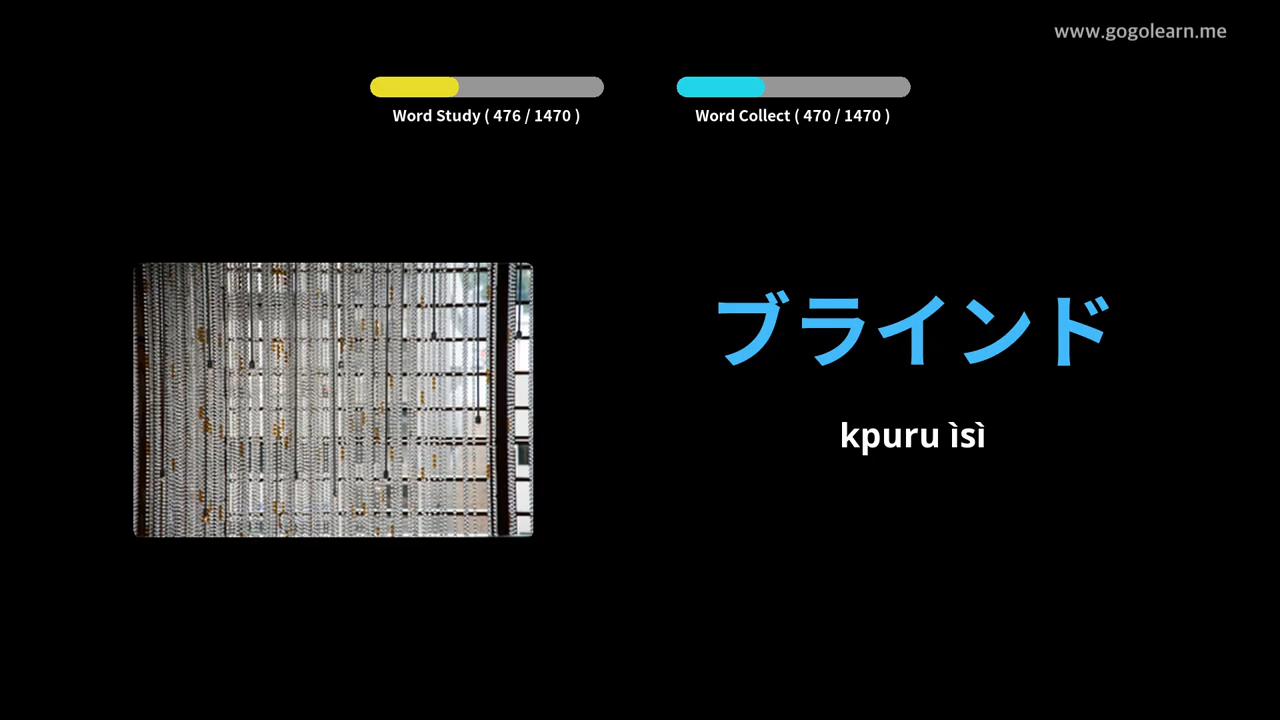 www.gogolearn.me
Word Study ( 476 / 1470 )
Word Collect ( 470 / 1470 )
ブラインド
kpuru ìsì